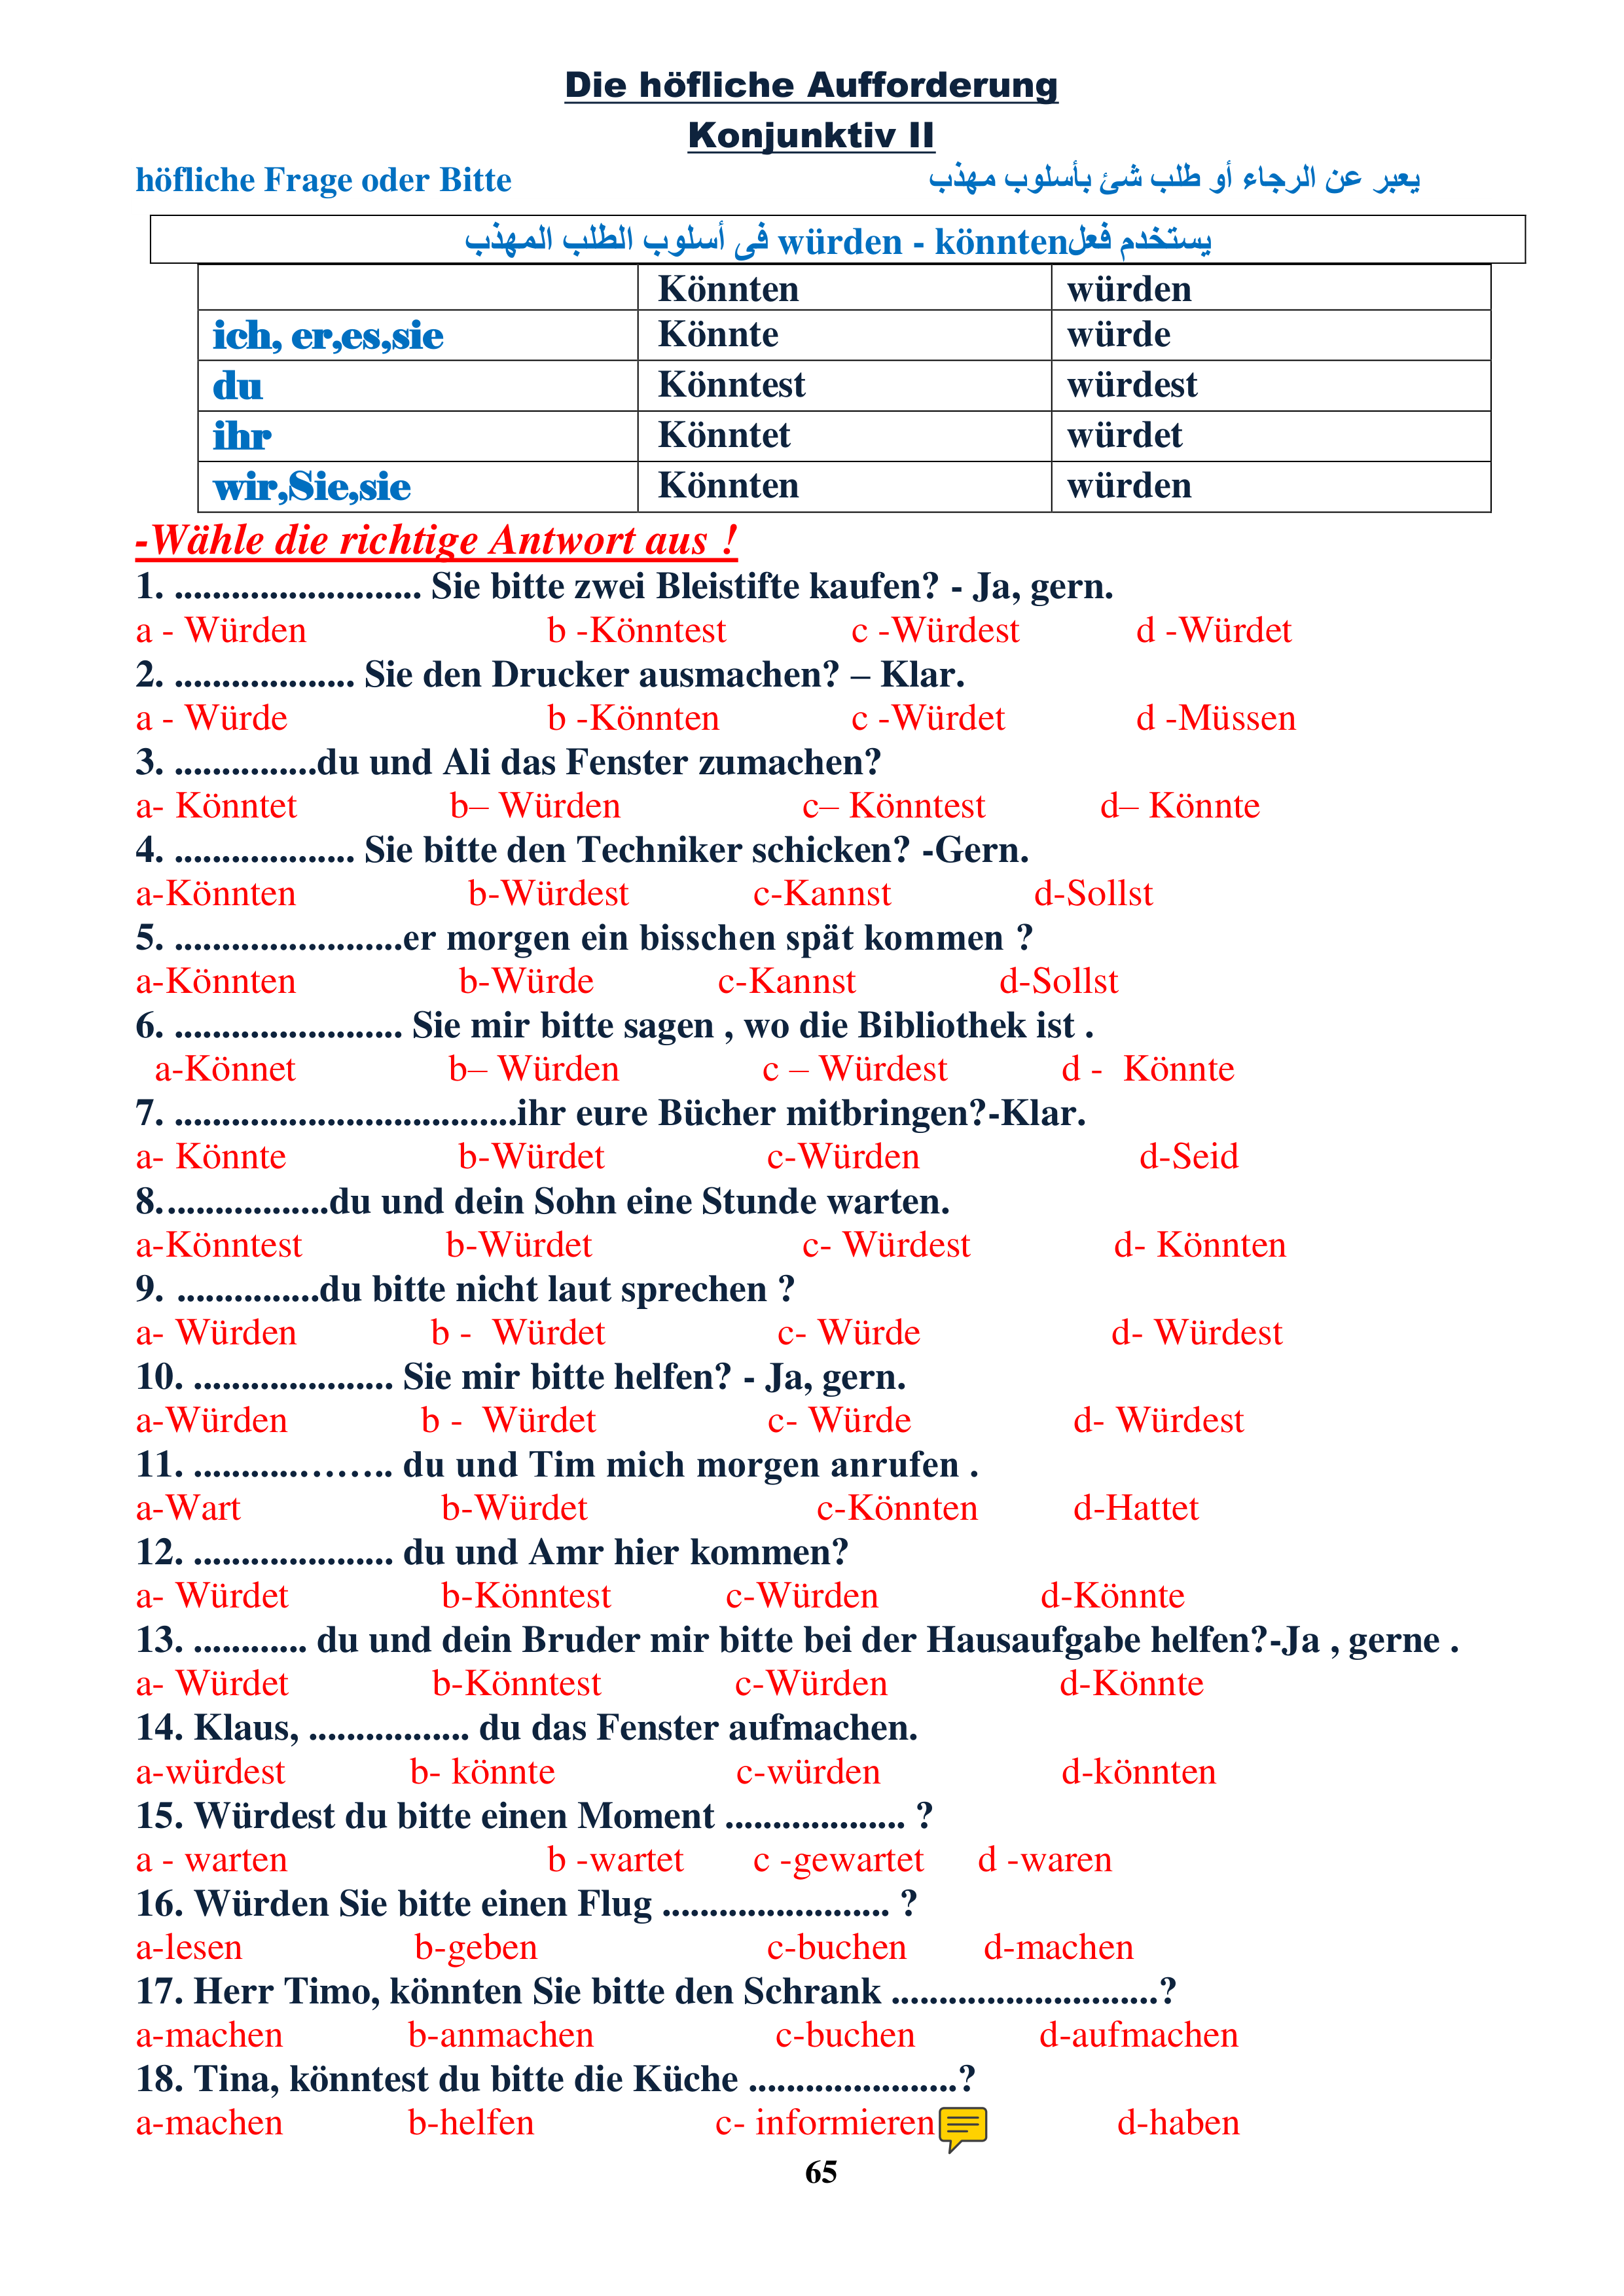 Die höfliche Aufforderung
Konjunktiv II
höfliche Frage oder Bitte يعبر عن الرجاء أو طلب شئ بأسلوب مهذب
يستخدم فعل würden - könnten فى أسلوب الطلب المهذب
Könnten würden
ich, er,es,sie Könnte würde
du Könntest würdest
ihr Könntet würdet
wir,Sie,sie Könnten würden
-Wähle die richtige Antwort aus !
1. .......................... Sie bitte zwei Bleistifte kaufen? - Ja, gern.
a - Würden b -Könntest c -Würdest d -Würdet
2. ................... Sie den Drucker ausmachen? – Klar.
a - Würde b -Könnten c -Würdet d -Müssen
3. ...............du und Ali das Fenster zumachen?
a- Könntet b– Würden c– Könntest d– Könnte
4. ................... Sie bitte den Techniker schicken? -Gern.
a-Könnten b-Würdest c-Kannst d-Sollst
5. ........................er morgen ein bisschen spät kommen ?
a-Könnten b-Würde c-Kannst d-Sollst
6. ........................ Sie mir bitte sagen , wo die Bibliothek ist .
a-Könnet b– Würden c – Würdest d - Könnte
7. ....................................ihr eure Bücher mitbringen?-Klar.
a- Könnte b-Würdet c-Würden d-Seid
8..................du und dein Sohn eine Stunde warten.
a-Könntest b-Würdet c- Würdest d- Könnten
9. ...............du bitte nicht laut sprechen ?
a- Würden b - Würdet c- Würde d- Würdest
10. ..................... Sie mir bitte helfen? - Ja, gern.
a-Würden b - Würdet c- Würde d- Würdest
11. ...........…….. du und Tim mich morgen anrufen .
a-Wart b-Würdet c-Könnten d-Hattet
12. ..................... du und Amr hier kommen?
a- Würdet b-Könntest c-Würden d-Könnte
13. ............ du und dein Bruder mir bitte bei der Hausaufgabe helfen?-Ja , gerne .
a- Würdet b-Könntest c-Würden d-Könnte
14. Klaus, ................. du das Fenster aufmachen.
a-würdest b- könnte c-würden d-könnten
15. Würdest du bitte einen Moment ................... ?
a - warten b -wartet c -gewartet d -waren
16. Würden Sie bitte einen Flug ........................ ?
a-lesen b-geben c-buchen d-machen
17. Herr Timo, könnten Sie bitte den Schrank ............................?
a-machen b-anmachen c-buchen d-aufmachen
18. Tina, könntest du bitte die Küche ......................?
a-machen b-helfen c- informieren d-haben
65